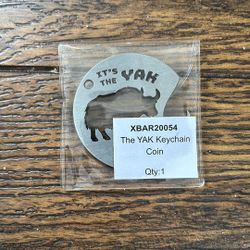 IT'S
THE YAK
XBAR20054
The YAK Keychain
Coin
Qty:1